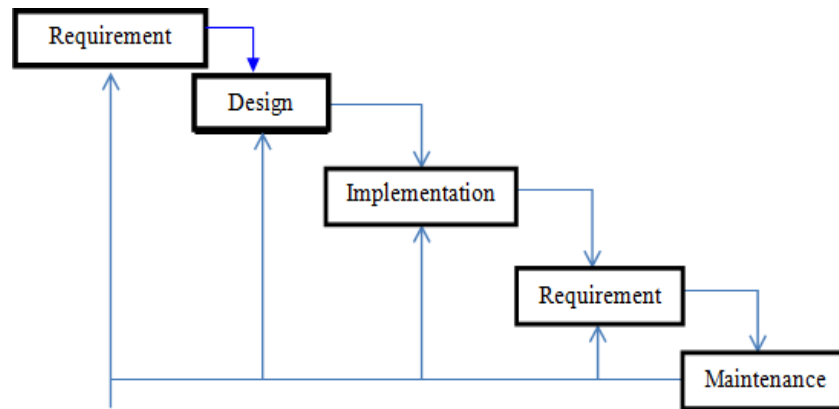 Requirement
Design
Implementation
Requirement
Maintenance